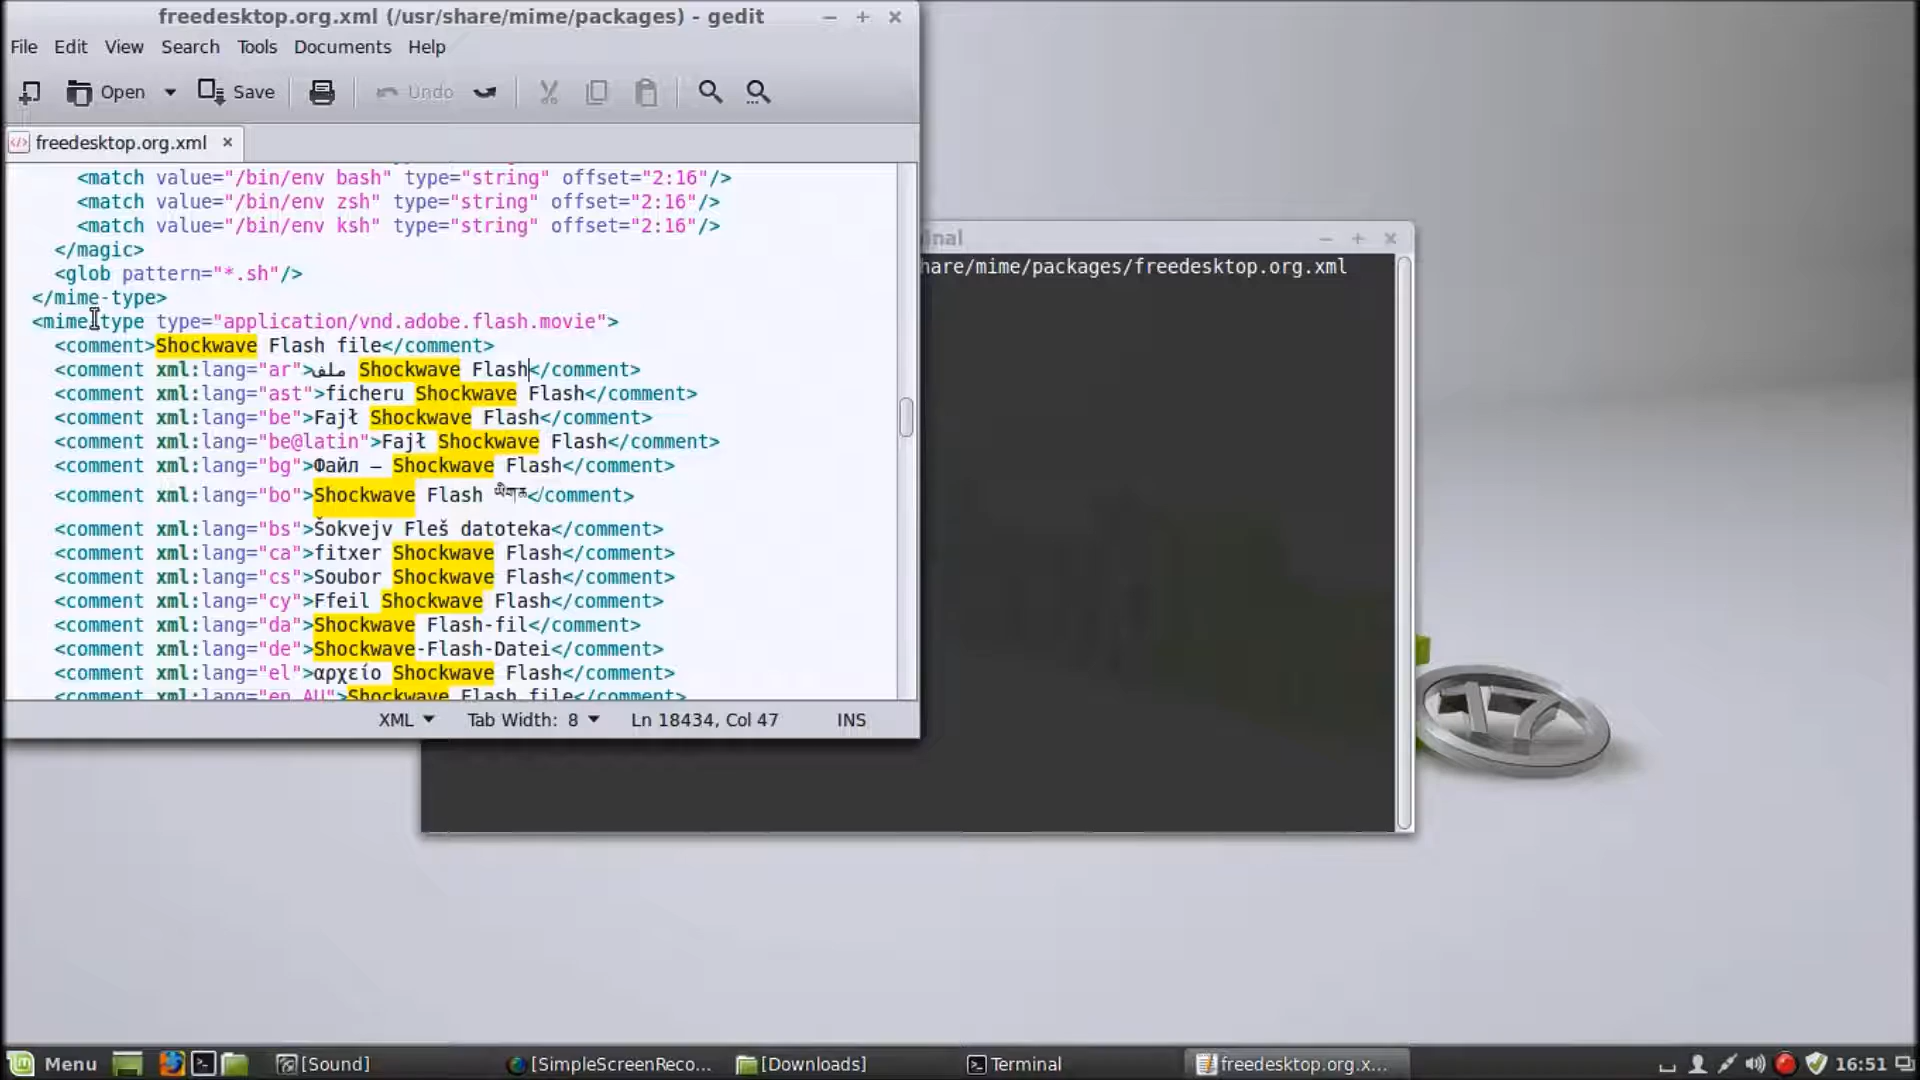 freedesktop.org.xml (/usr/share/mime/packages) - gedit
File Edit View Search Tools Documents Help
Open Save Undo
freedesktop.org.xml
<match value="/bin/env bash" type="string" offset="2:16"/>
<match value="/bin/env zsh" type="string" offset="2:16"/>
<match value="/bin/env ksh" type="string" offset="2:16"/>
</magic>
<glob pattern="*.sh"/>
</mime-type>
<mime-type type="application/vnd.adobe.flash.movie">
<comment>Shockwave Flash file</comment>
<comment xml:lang="ar">ملف Shockwave Flash</comment>
<comment xml:lang="ast">ficheru Shockwave Flash</comment>
<comment xml:lang="be">Fajł Shockwave Flash</comment>
<comment xml:lang="be@latin">Fajł Shockwave Flash</comment>
<comment xml:lang="bg">Файл — Shockwave Flash</comment>
<comment xml:lang="bo">Shockwave Flash </comment>
<comment xml:lang="bs">Šokvejv Fleš datoteka</comment>
<comment xml:lang="ca">fitxer Shockwave Flash</comment>
<comment xml:lang="cs">Soubor Shockwave Flash</comment>
<comment xml:lang="cy">Ffeil Shockwave Flash</comment>
<comment xml:lang="da">Shockwave Flash-fil</comment>
<comment xml:lang="de">Shockwave-Flash-Datei</comment>
<comment xml:lang="el">αρχείο Shockwave Flash</comment>
<comment xml:lang="en_AU">Shockwave Flash file</comment>
XML Tab Width: 8 Ln 18434, Col 47 INS
inal
hare/mime/packages/freedesktop.org.xml
17
Menu [Sound] [SimpleScreenReco... [Downloads] Terminal freedesktop.org.x... 16:51